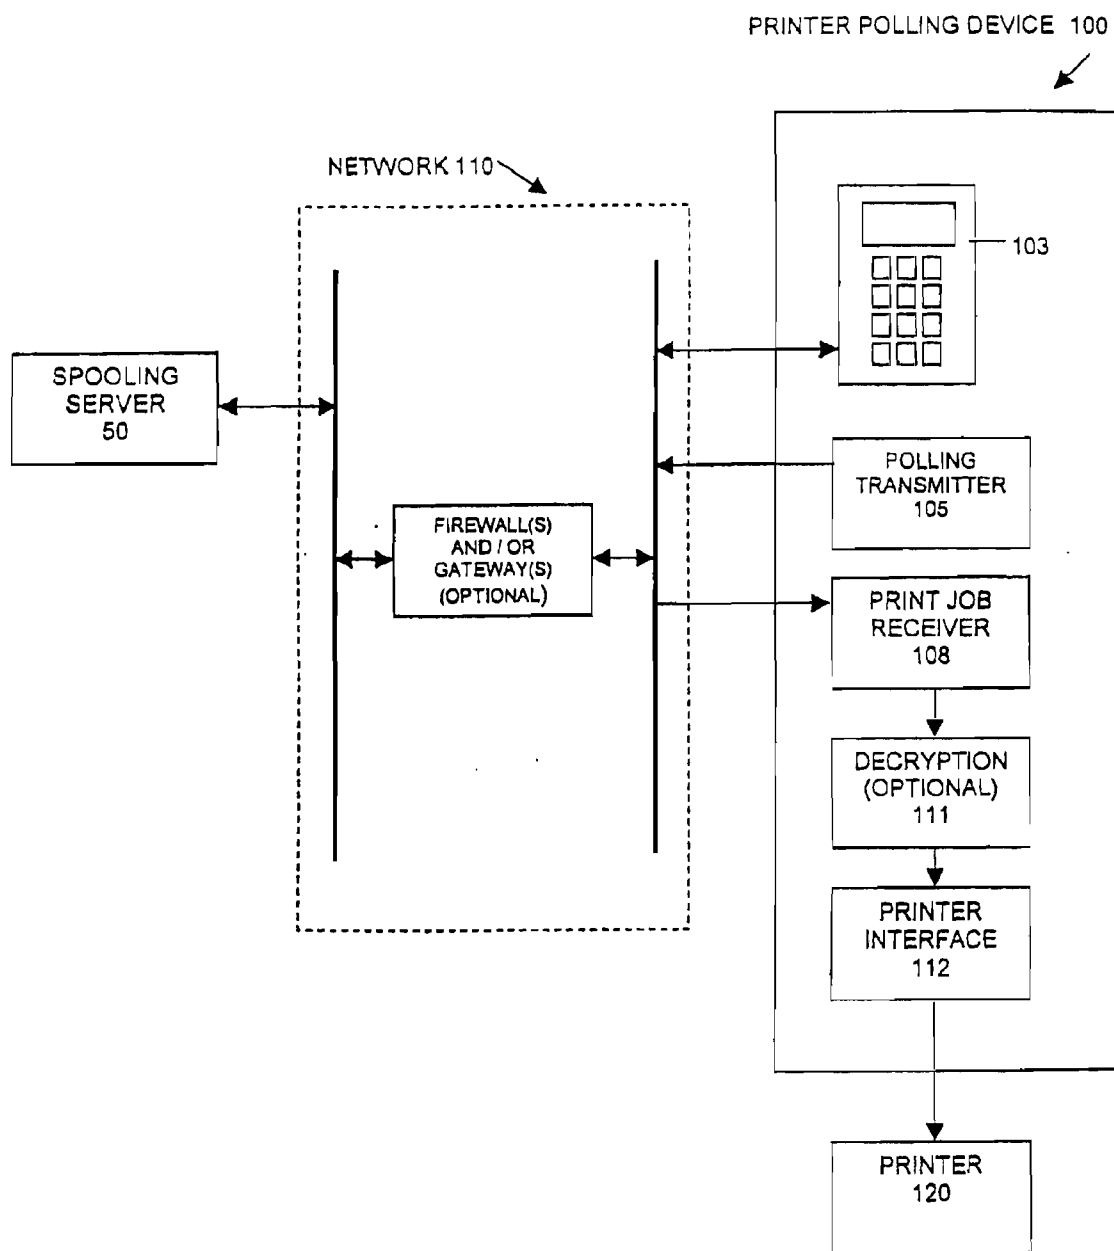 PRINTER POLLING DEVICE 100
NETWORK 110
103
SPOOLING
SERVER
50
POLLING
TRANSMITTER
105
FIREWALL(S)
AND / OR
GATEWAY(S)
(OPTIONAL)
PRINT JOB
RECEIVER
108
DECRYPTION
(OPTIONAL)
111
PRINTER
INTERFACE
112
PRINTER
120